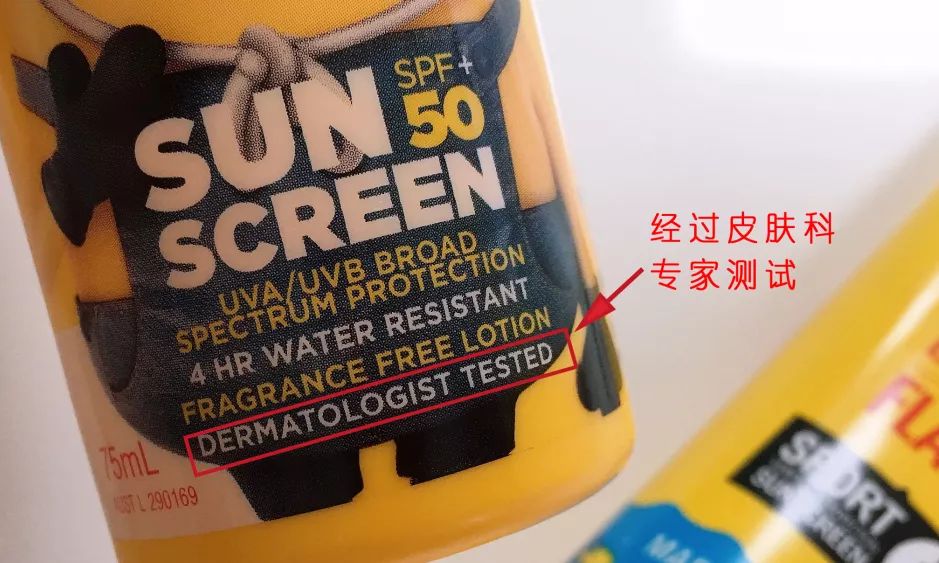 SPF+
50
SUN
SCREEN
UVA/UVB BROAD
SPECTRUM PROTECTION
4 HR WATER RESISTANT
FRAGRANCE FREE LOTION
DERMATOLOGIST TESTED
75mL
AUST L 290169
经过皮肤科
专家测试
FLA
SPORT